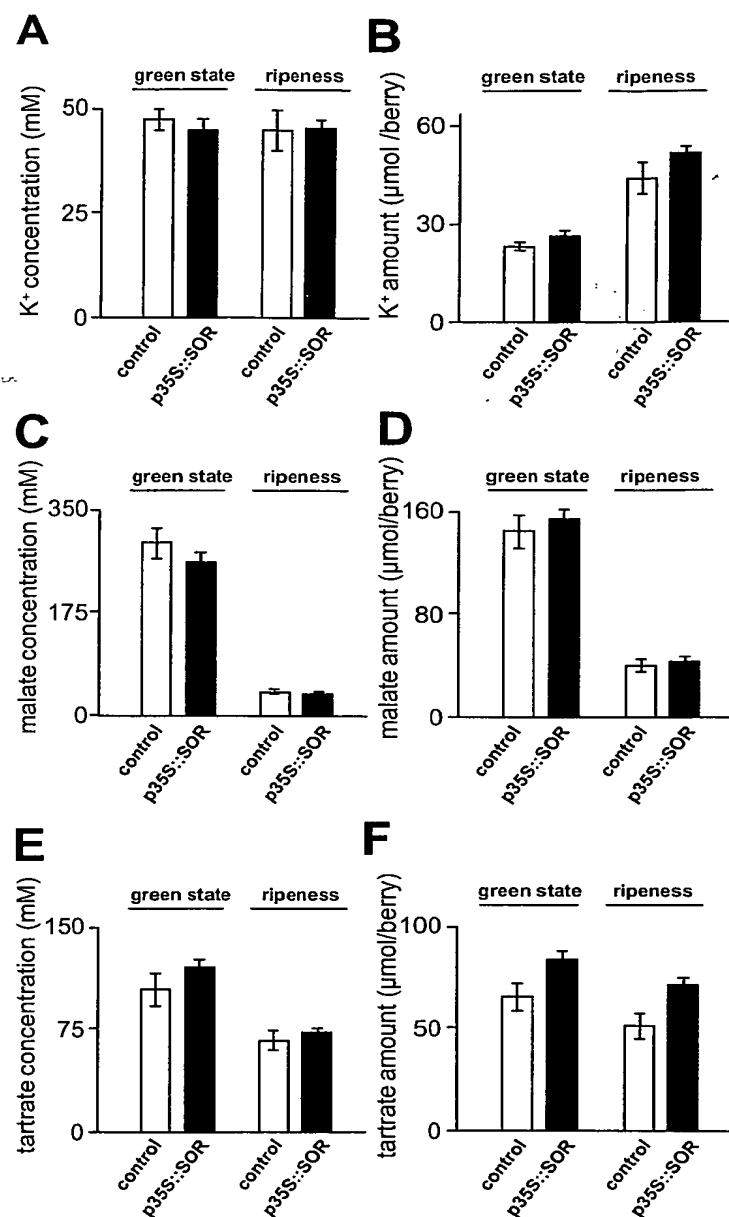 A
green state ripeness
K⁺ concentration (mM)
50
25
0
control
p35S::SOR
control
p35S::SOR
B
green state ripeness
K⁺ amount (µmol /berry)
60
30
0
control
p35S::SOR
control
p35S::SOR
C
green state ripeness
malate concentration (mM)
350
175
0
control
p35S::SOR
control
p35S::SOR
D
green state ripeness
malate amount (µmol/berry)
160
80
0
control
p35S::SOR
control
p35S::SOR
E
green state ripeness
tartrate concentration (mM)
150
75
0
control
p35S::SOR
control
p35S::SOR
F
green state ripeness
tartrate amount (µmol/berry)
100
50
0
control
p35S::SOR
control
p35S::SOR